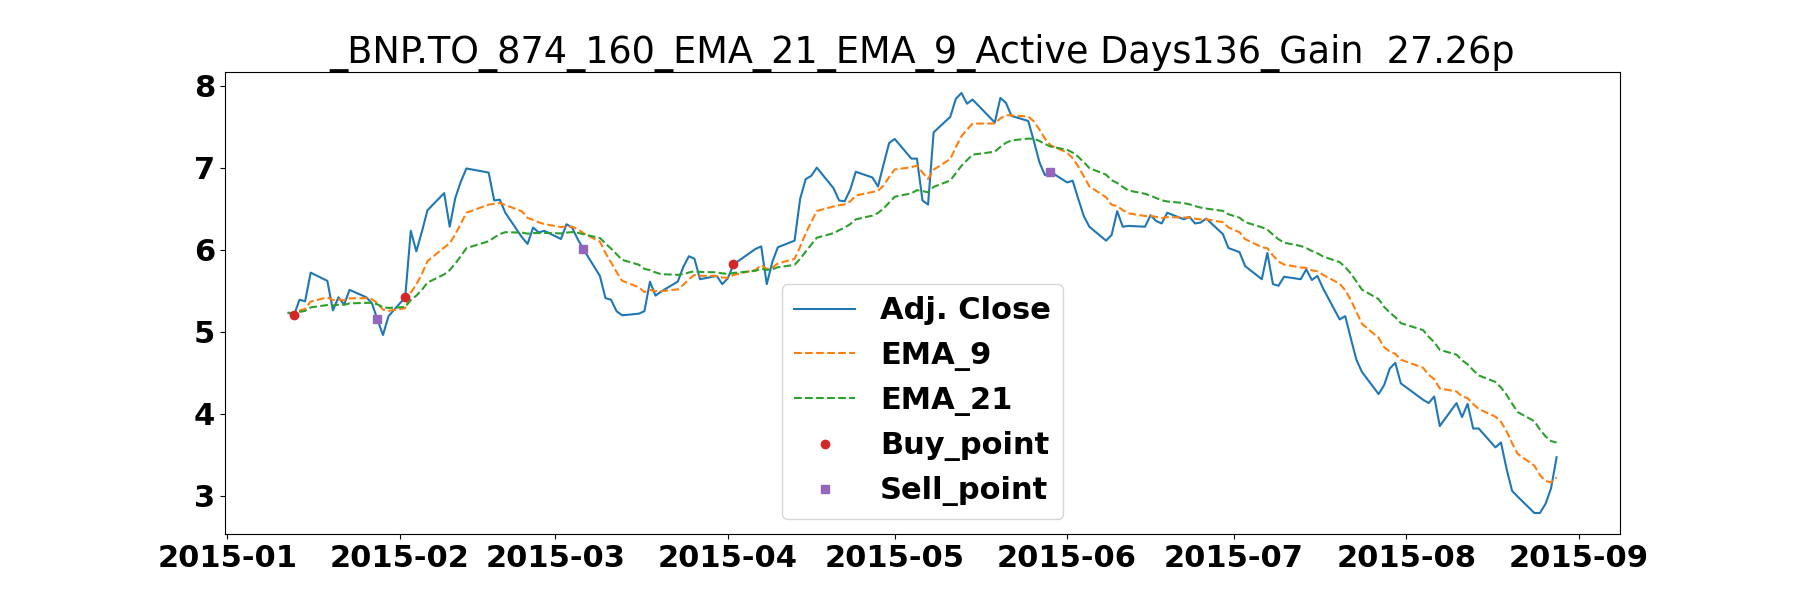 _BNP.TO_874_160_EMA_21_EMA_9_Active Days136_Gain  27.26p
8
7
6
5
4
3
Adj. Close
EMA_9
EMA_21
Buy_point
Sell_point
2015-01 2015-02 2015-03 2015-04 2015-05 2015-06 2015-07 2015-08 2015-09